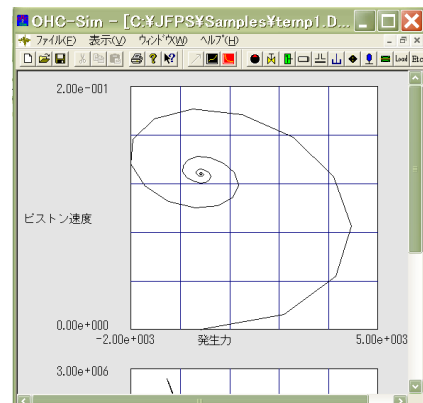 OHC-Sim - [C:¥JFPS¥Samples¥temp1.D...
ファイル(F) 表示(V) ウィンドウ(W) ヘルプ(H)
Load Etc
2.00e-001
ピストン速度
0.00e+000
-2.00e+003 発生力 5.00e+003
3.00e+006